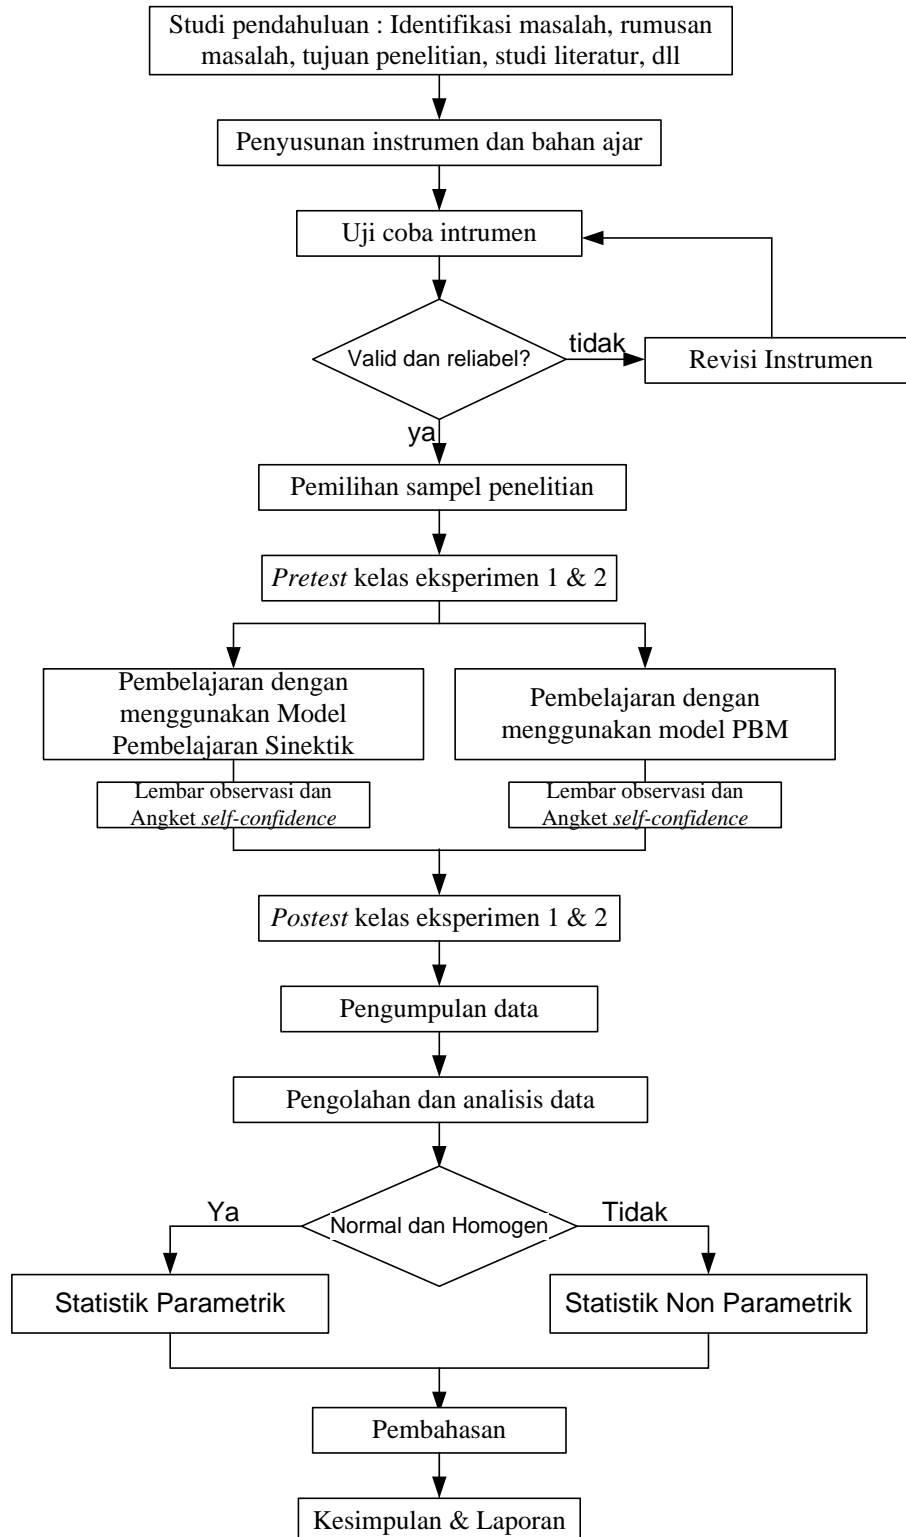 Studi pendahuluan : Identifikasi masalah, rumusan
masalah, tujuan penelitian, studi literatur, dll
Penyusunan instrumen dan bahan ajar
Uji coba intrumen
Valid dan reliabel?
tidak
Revisi Instrumen
ya
Pemilihan sampel penelitian
Pretest kelas eksperimen 1 & 2
Pembelajaran dengan
menggunakan Model
Pembelajaran Sinektik
Pembelajaran dengan
menggunakan model PBM
Lembar observasi dan
Angket self-confidence
Lembar observasi dan
Angket self-confidence
Postest kelas eksperimen 1 & 2
Pengumpulan data
Pengolahan dan analisis data
Ya
Normal dan Homogen
Tidak
Statistik Parametrik
Statistik Non Parametrik
Pembahasan
Kesimpulan & Laporan